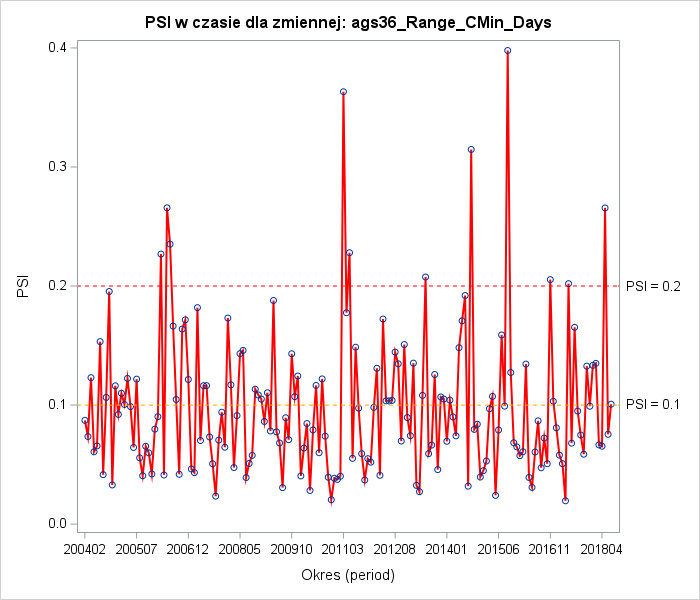 PSI w czasie dla zmiennej: ags36_Range_CMin_Days
0.4
0.3
0.2
0.1
0.0
PSI
PSI = 0.2
PSI = 0.1
200402 200507 200612 200805 200910 201103 201208 201401 201506 201611 201804
Okres (period)